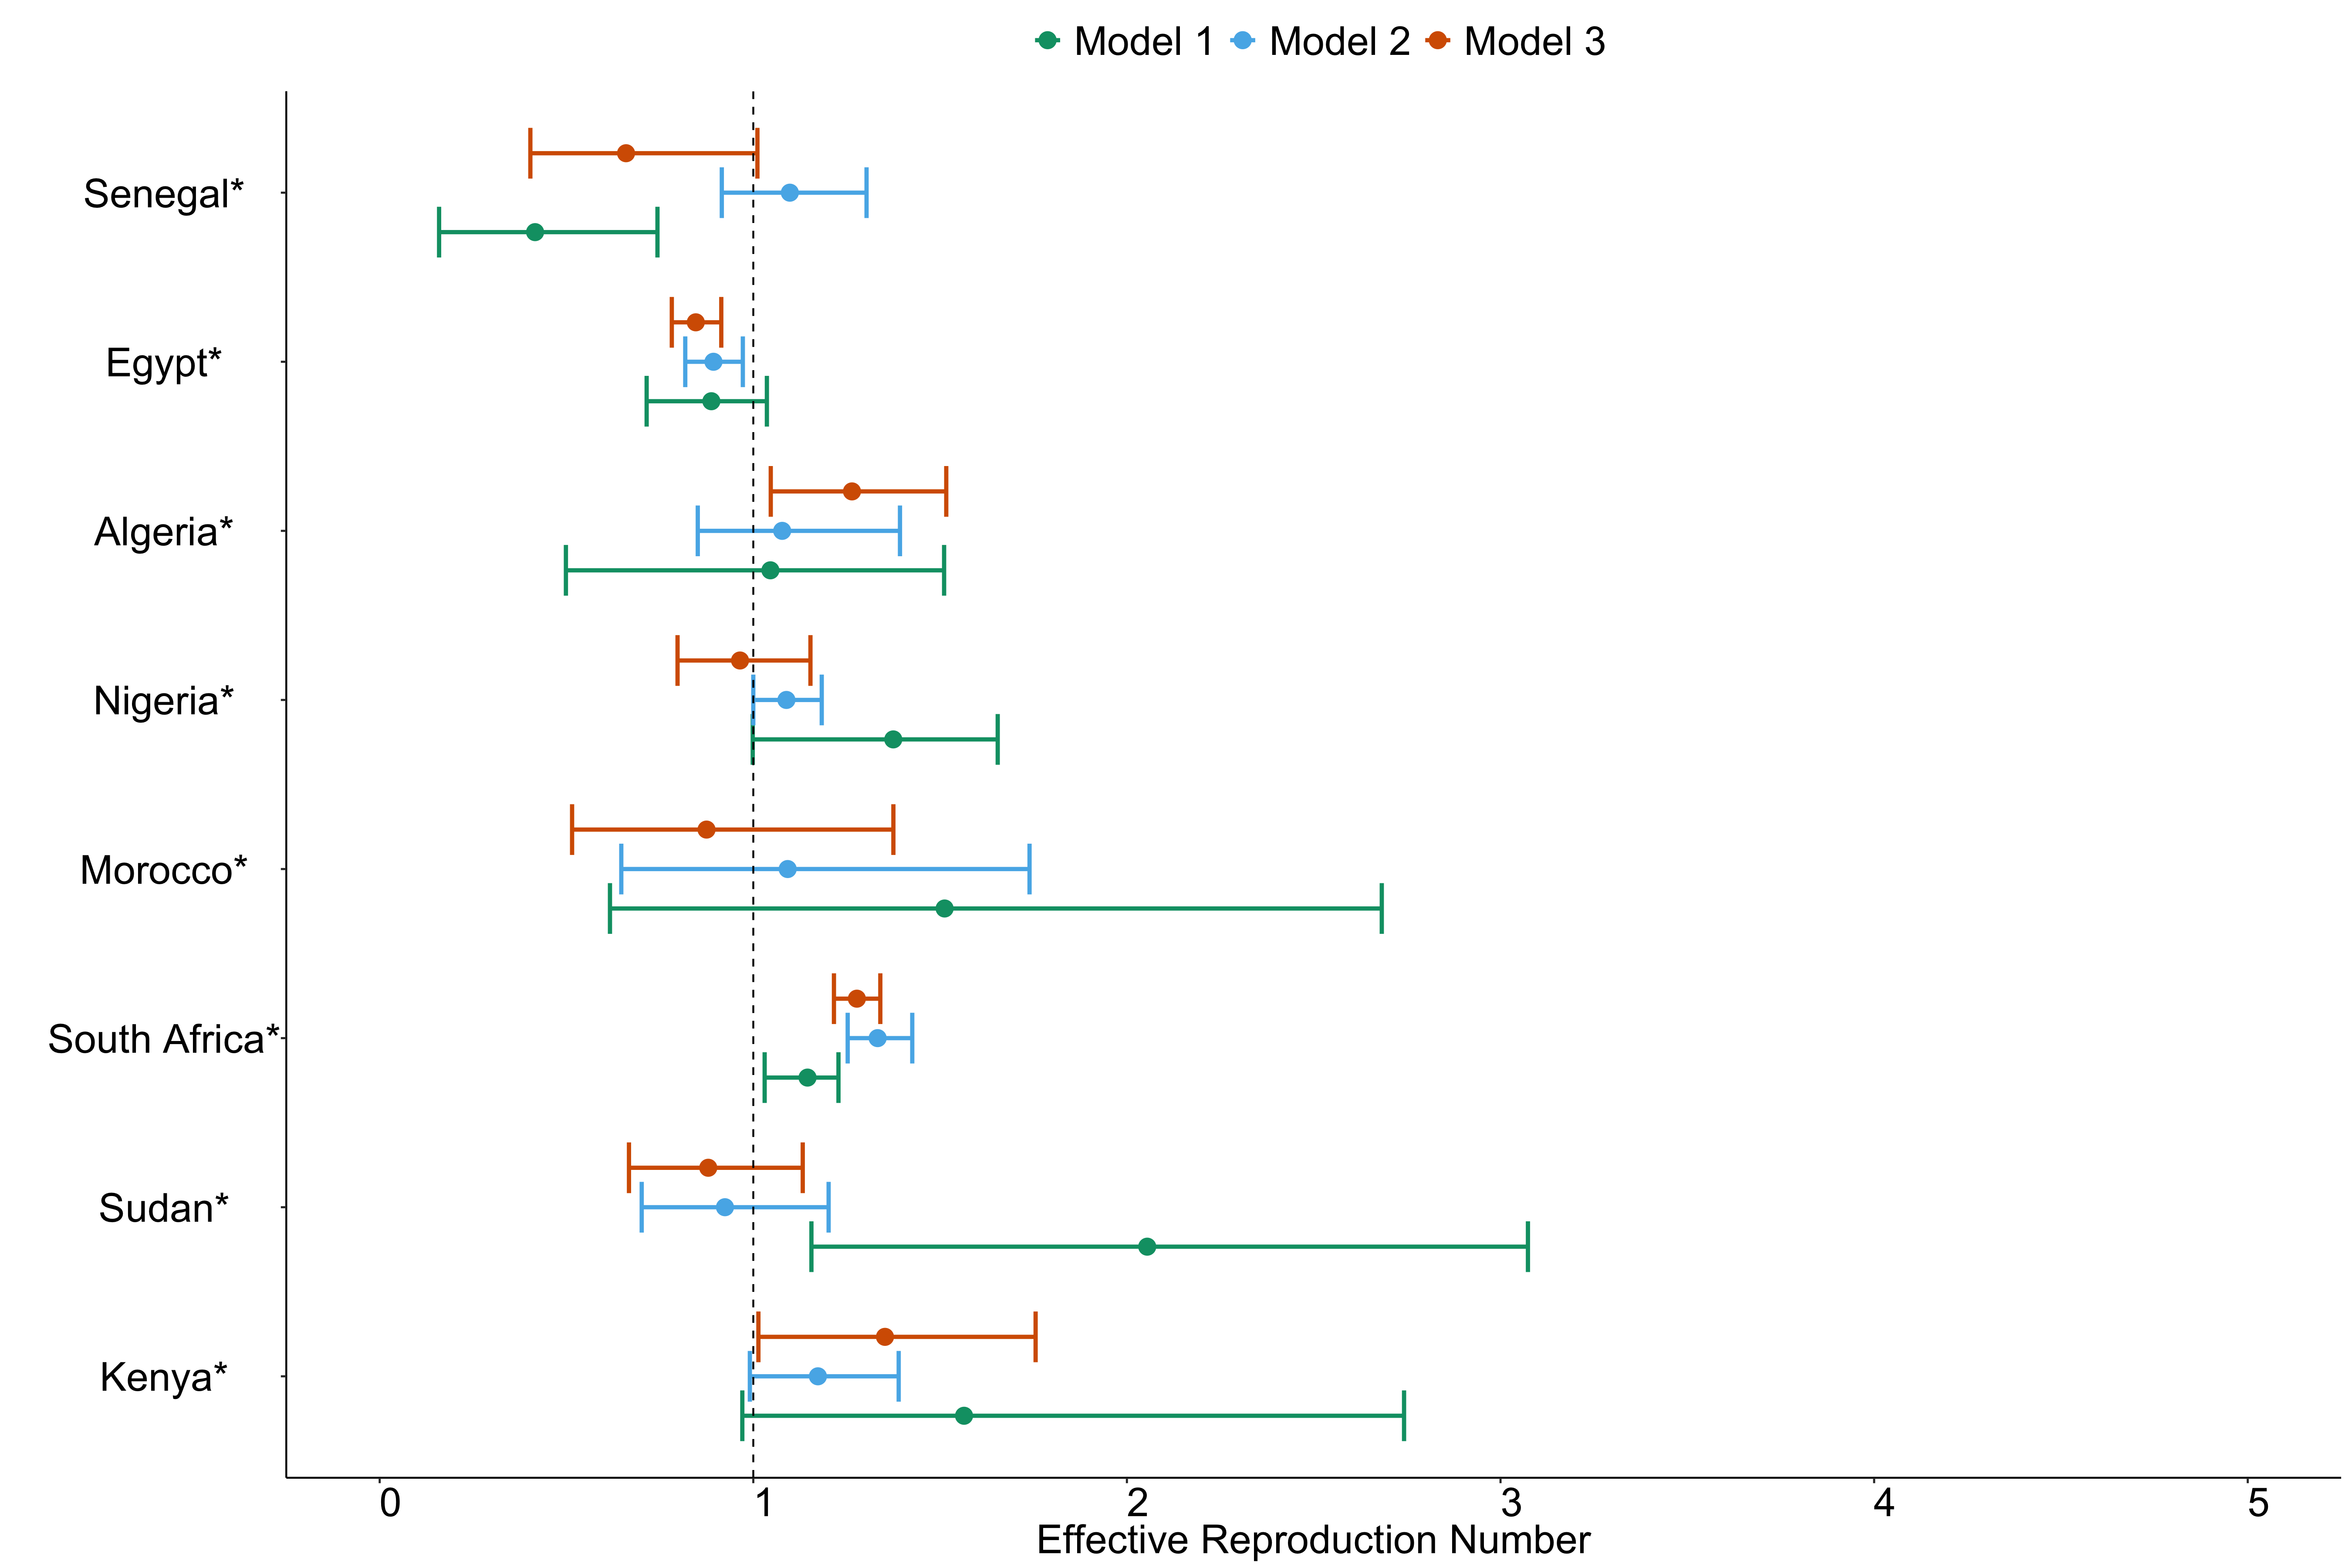 Model 1 Model 2 Model 3
Senegal*
Egypt*
Algeria*
Nigeria*
Morocco*
South Africa*
Sudan*
Kenya*
0 1 2 3 4 5
Effective Reproduction Number